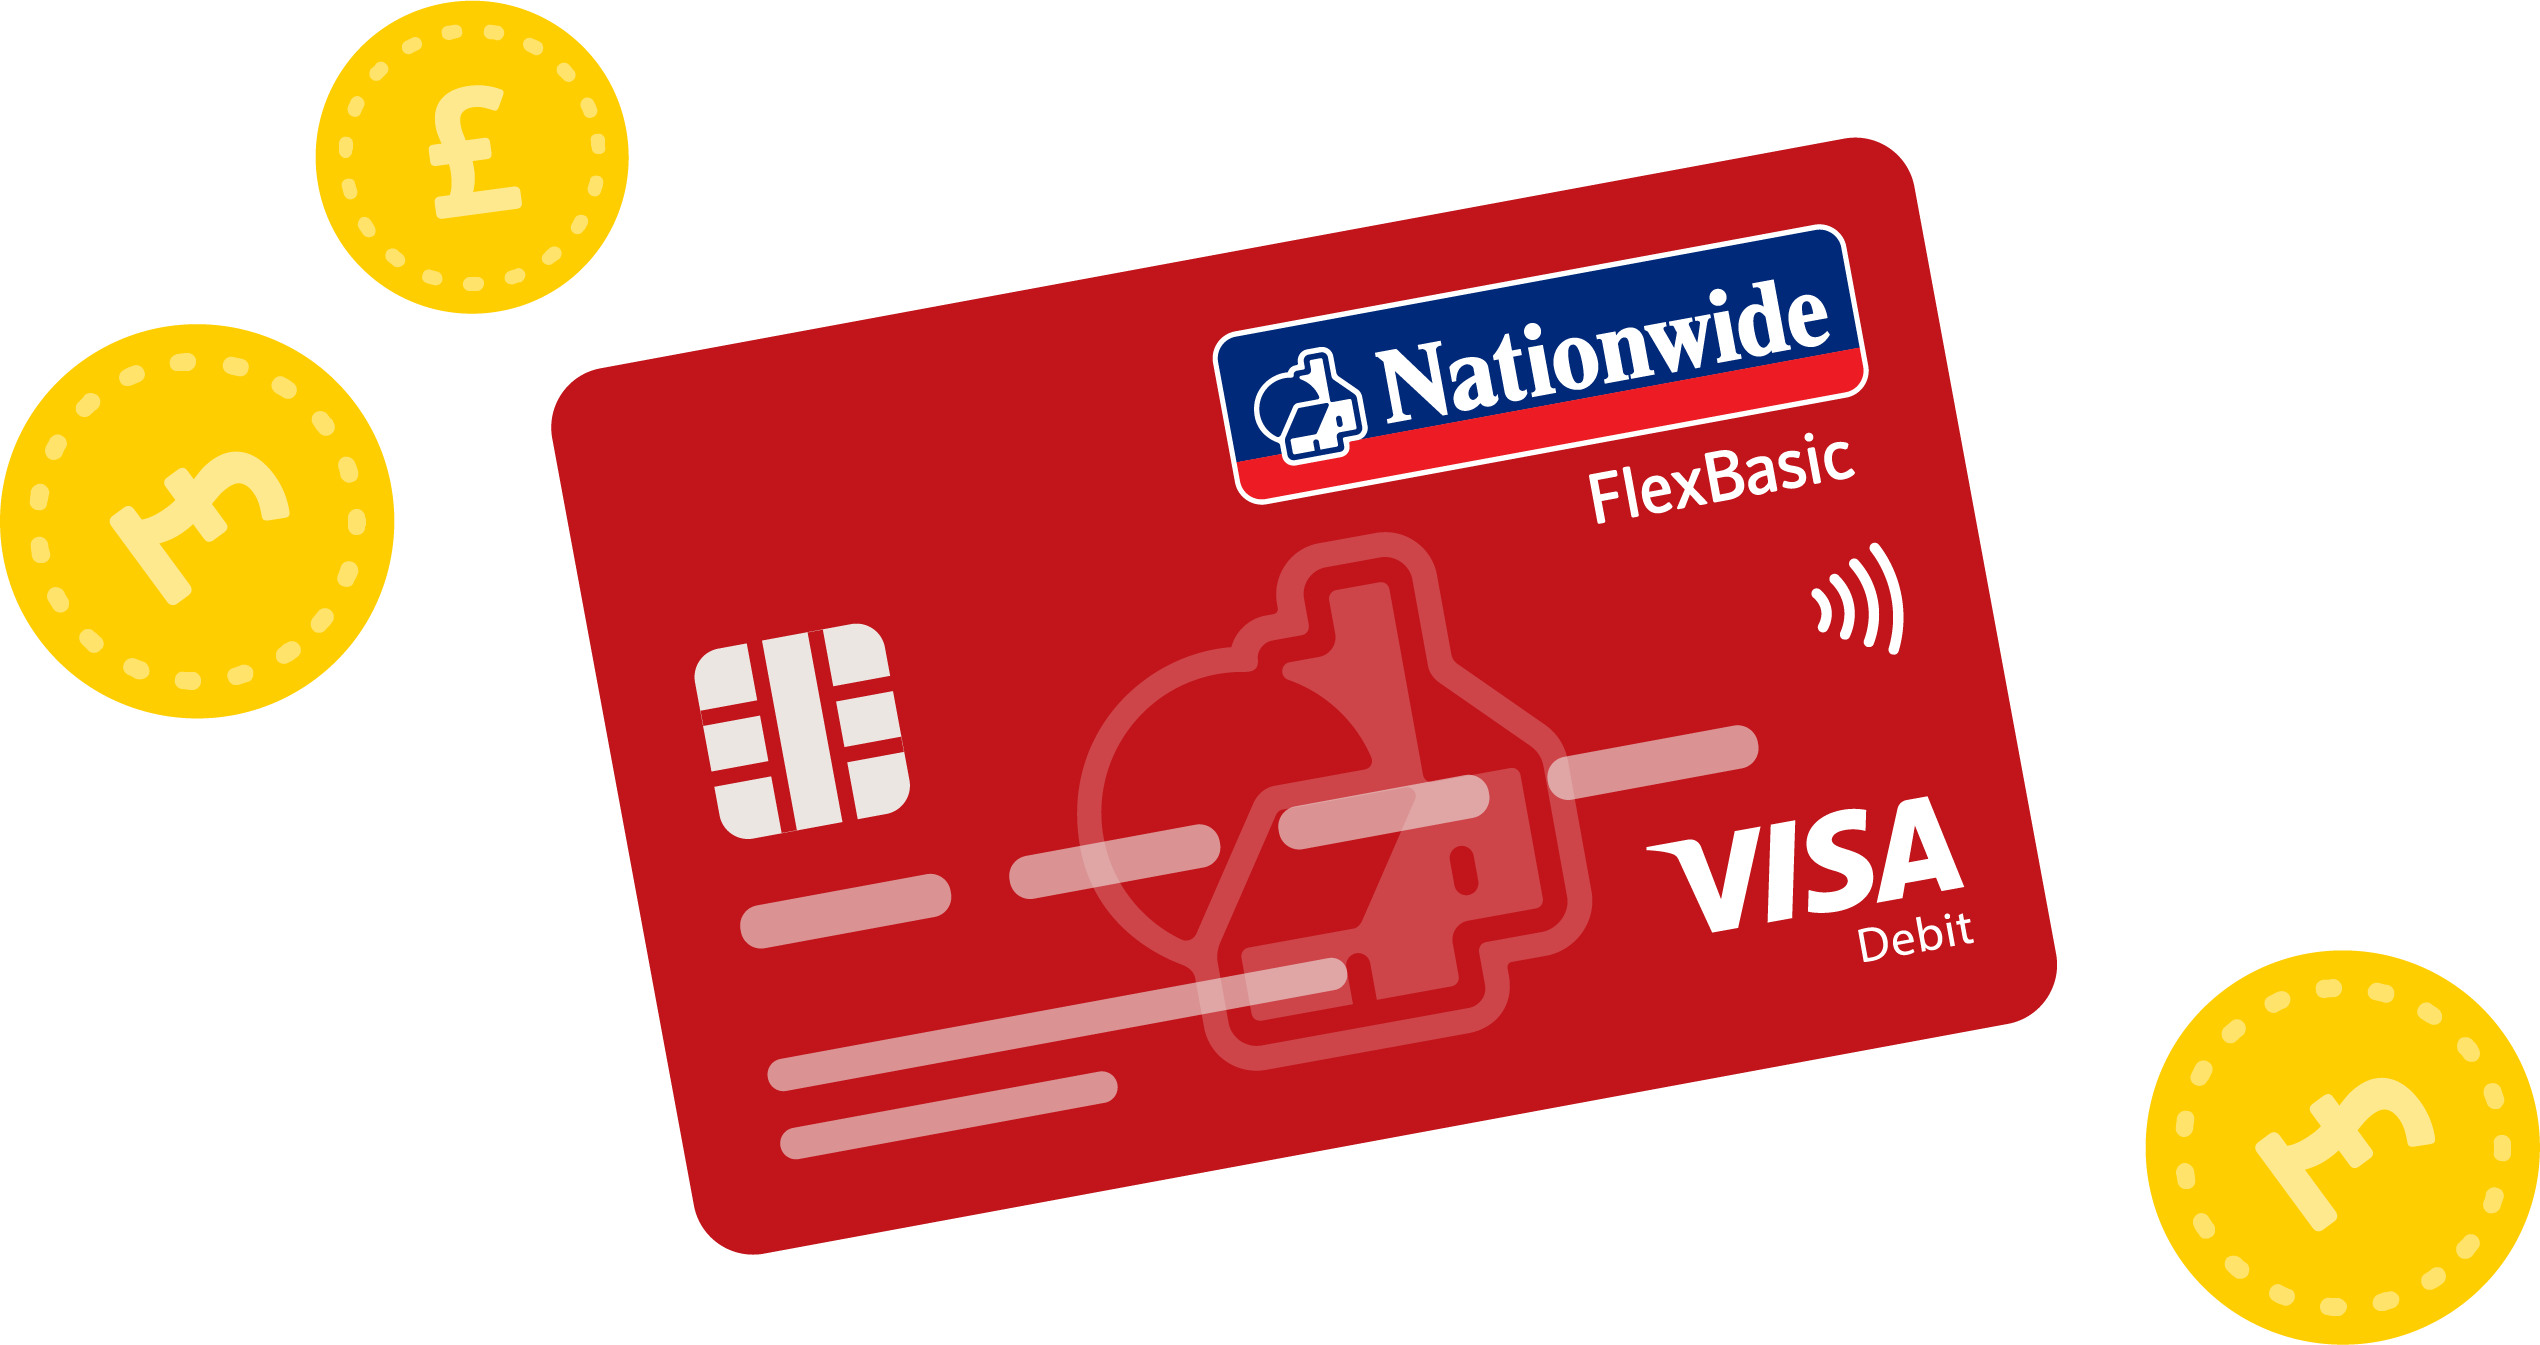 £
£
Nationwide
FlexBasic
VISA
Debit
£